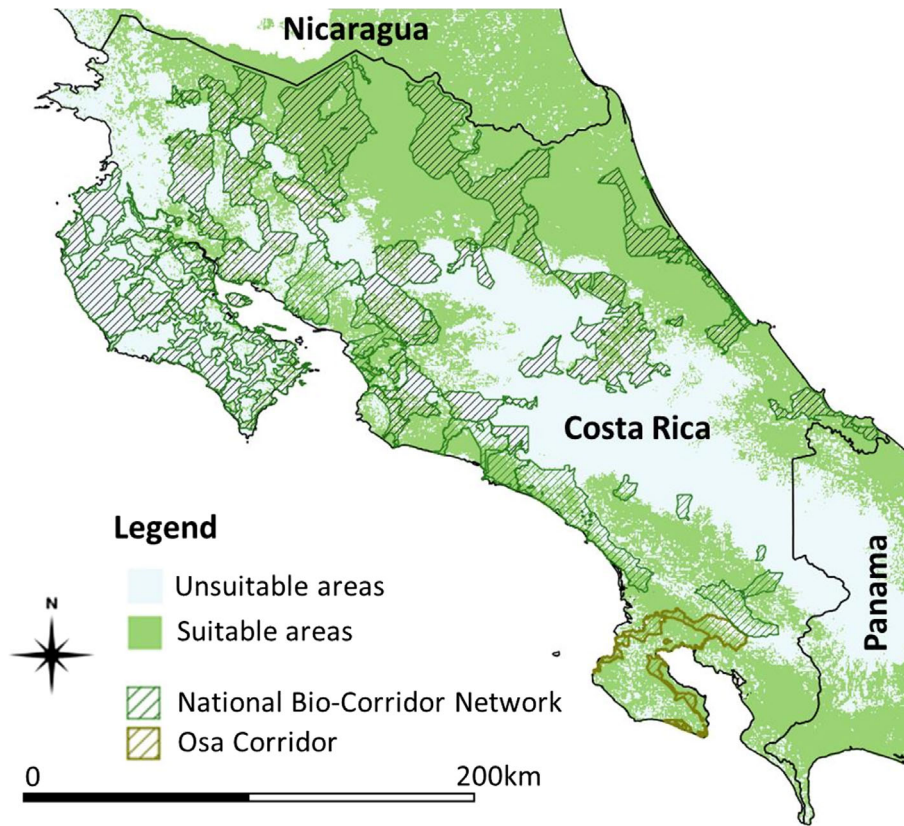 Nicaragua
Costa Rica
Panama
Legend
Unsuitable areas
Suitable areas
N
National Bio-Corridor Network
Osa Corridor
0 200km